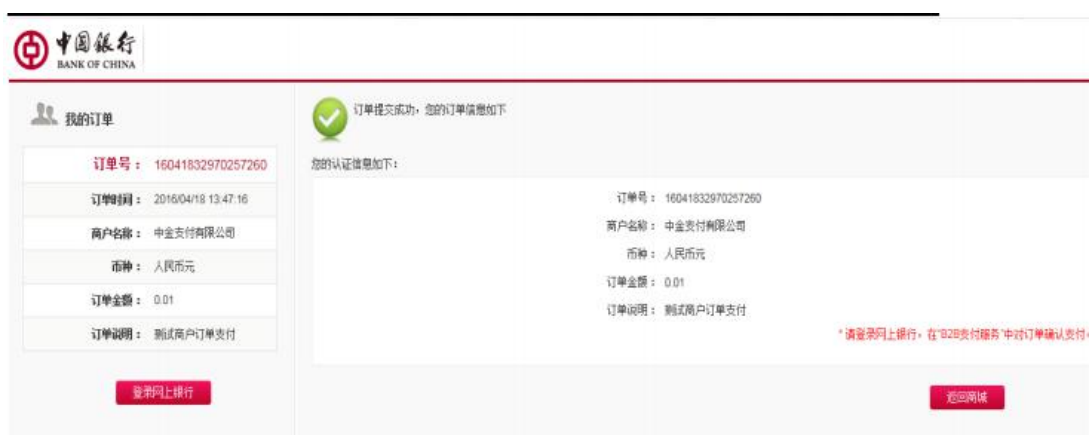 中国銀行
BANK OF CHINA
我的订单
订单号： 16041832970257260
订单时间： 2016/04/18 13:47:16
商户名称： 中金支付有限公司
币种： 人民币元
订单金额： 0.01
订单说明： 测试商户订单支付
登录网上银行
订单提交成功，您的订单信息如下
您的认证信息如下：
订单号： 16041832970257260
商户名称： 中金支付有限公司
币种： 人民币元
订单金额： 0.01
订单说明： 测试商户订单支付
* 请登录网上银行，在"B2B支付服务"中对订单确认支付。
返回商城